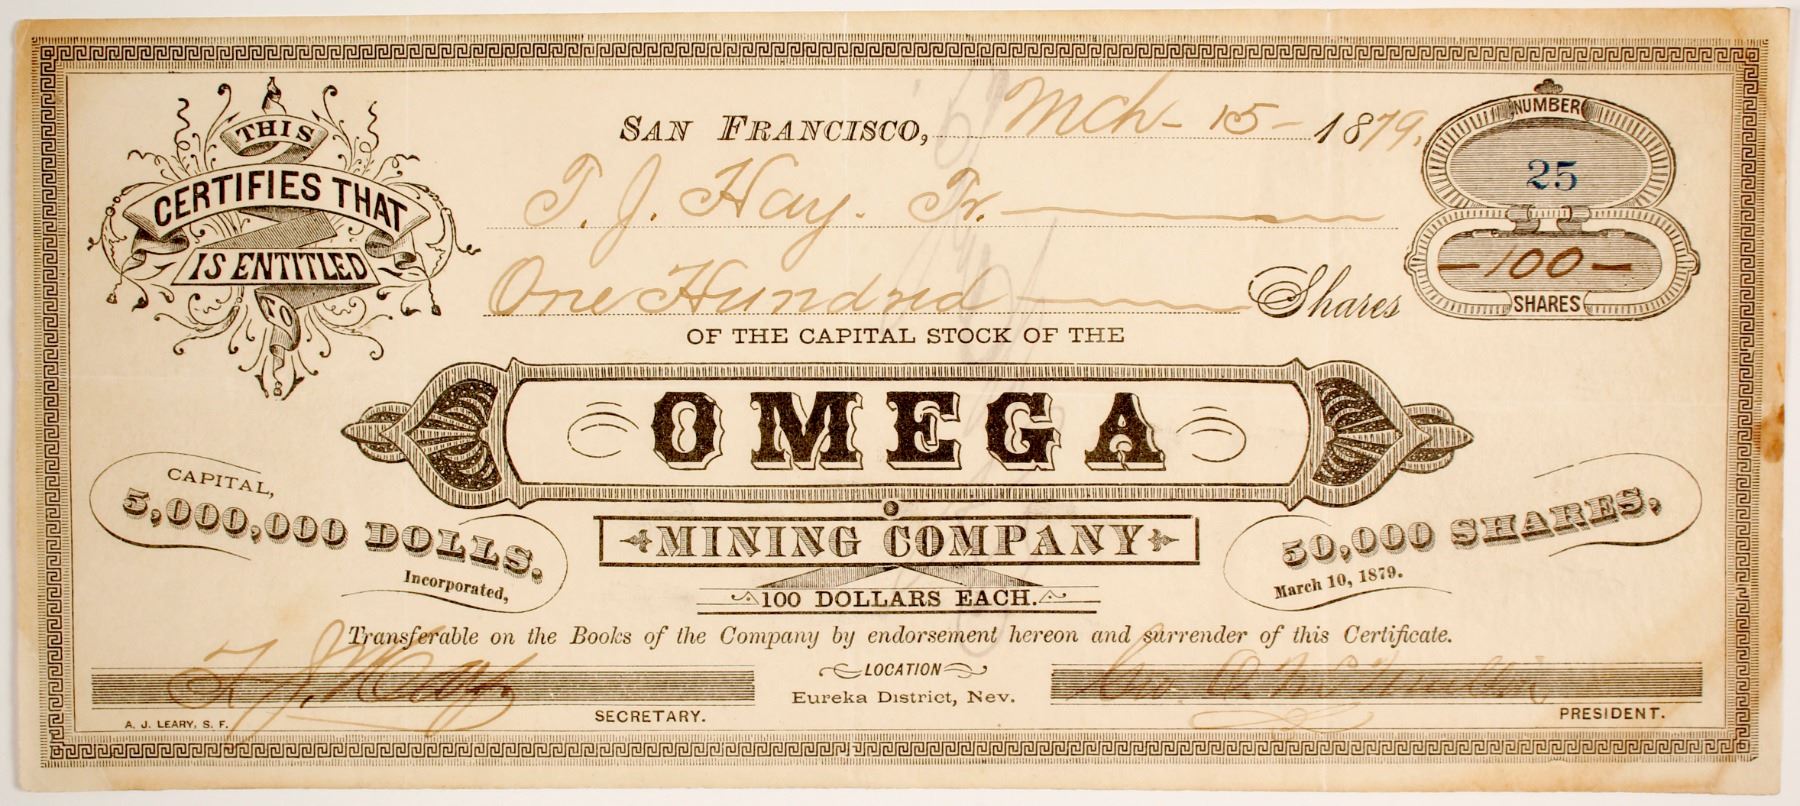 SAN FRANCISCO, Mch - 15 - 1879.
NUMBER
25
THIS
CERTIFIES THAT
T. J. Hay. Tr.
IS ENTITLED
TO
One Hundred Shares
- 100 -
SHARES
OF THE CAPITAL STOCK OF THE
OMEGA
CAPITAL,
5,000,000 DOLLS.
Incorporated,
MINING COMPANY
50,000 SHARES,
March 10, 1879.
100 DOLLARS EACH.
Transferable on the Books of the Company by endorsement hereon and surrender of this Certificate.
T. J. Hay
LOCATION
Eureka District, Nev.
SECRETARY.
PRESIDENT.
A. J. LEARY, S. F.